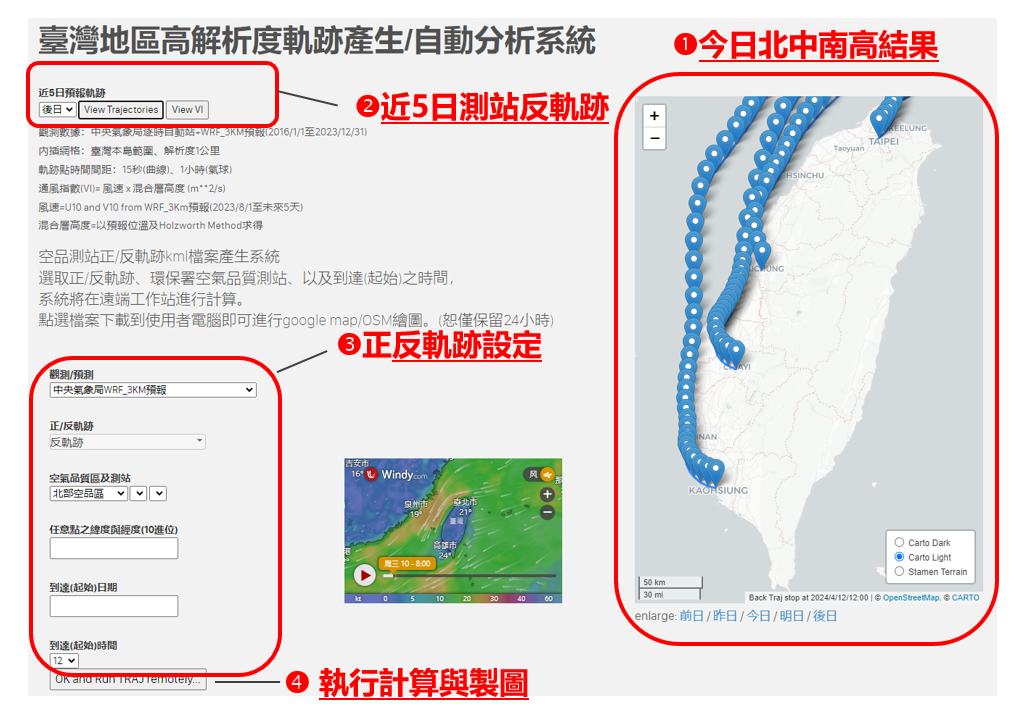 臺灣地區高解析度軌跡產生/自動分析系統
❶今日北中南高結果
近5日預報軌跡
後日 View Trajectories View VI
❷近5日測站反軌跡
觀測數據：中央氣象局逐時自動站+WRF_3KM預報(2016/1/1至2023/12/31)
內插網格：臺灣本島範圍、解析度1公里
軌跡點時間間距：15秒(曲線)、1小時(氣球)
通風指數(VI)= 風速 x 混合層高度 (m**2/s)
風速=U10 and V10 from WRF_3Km預報(2023/8/1至未來5天)
混合層高度=以預報位溫及Holzworth Method求得
空品測站正/反軌跡kml檔案產生系統
選取正/反軌跡、環保署空氣品質測站、以及到達(起始)之時間，
系統將在遠端工作站進行計算。
點選檔案下載到使用者電腦即可進行google map/OSM繪圖。(恕僅保留24小時)
❸正反軌跡設定
觀測/預測
中央氣象局WRF_3KM預報
正/反軌跡
反軌跡
空氣品質區及測站
北部空品區
任意點之緯度與經度(10進位)
到達(起始)日期
到達(起始)時間
12
OK and Run TRAJ remotely...
❹ 執行計算與製圖
吉安市
16° Windy.com
风
泉州市
19°
臺北市
21°
臺灣
高雄市
24°
周三 10 - 8:00
kt 0 5 10 20 30 40 60
+
−
KEELUNG
TAIPEI
Taoyuan
HSINCHU
CHUNG
CHIAYI
INAN
KAOHSIUNG
Carto Dark
Carto Light
Stamen Terrain
50 km
30 mi
Back Traj stop at 2024/4/12/12:00 | © OpenStreetMap, © CARTO
enlarge: 前日 / 昨日 / 今日 / 明日 / 後日